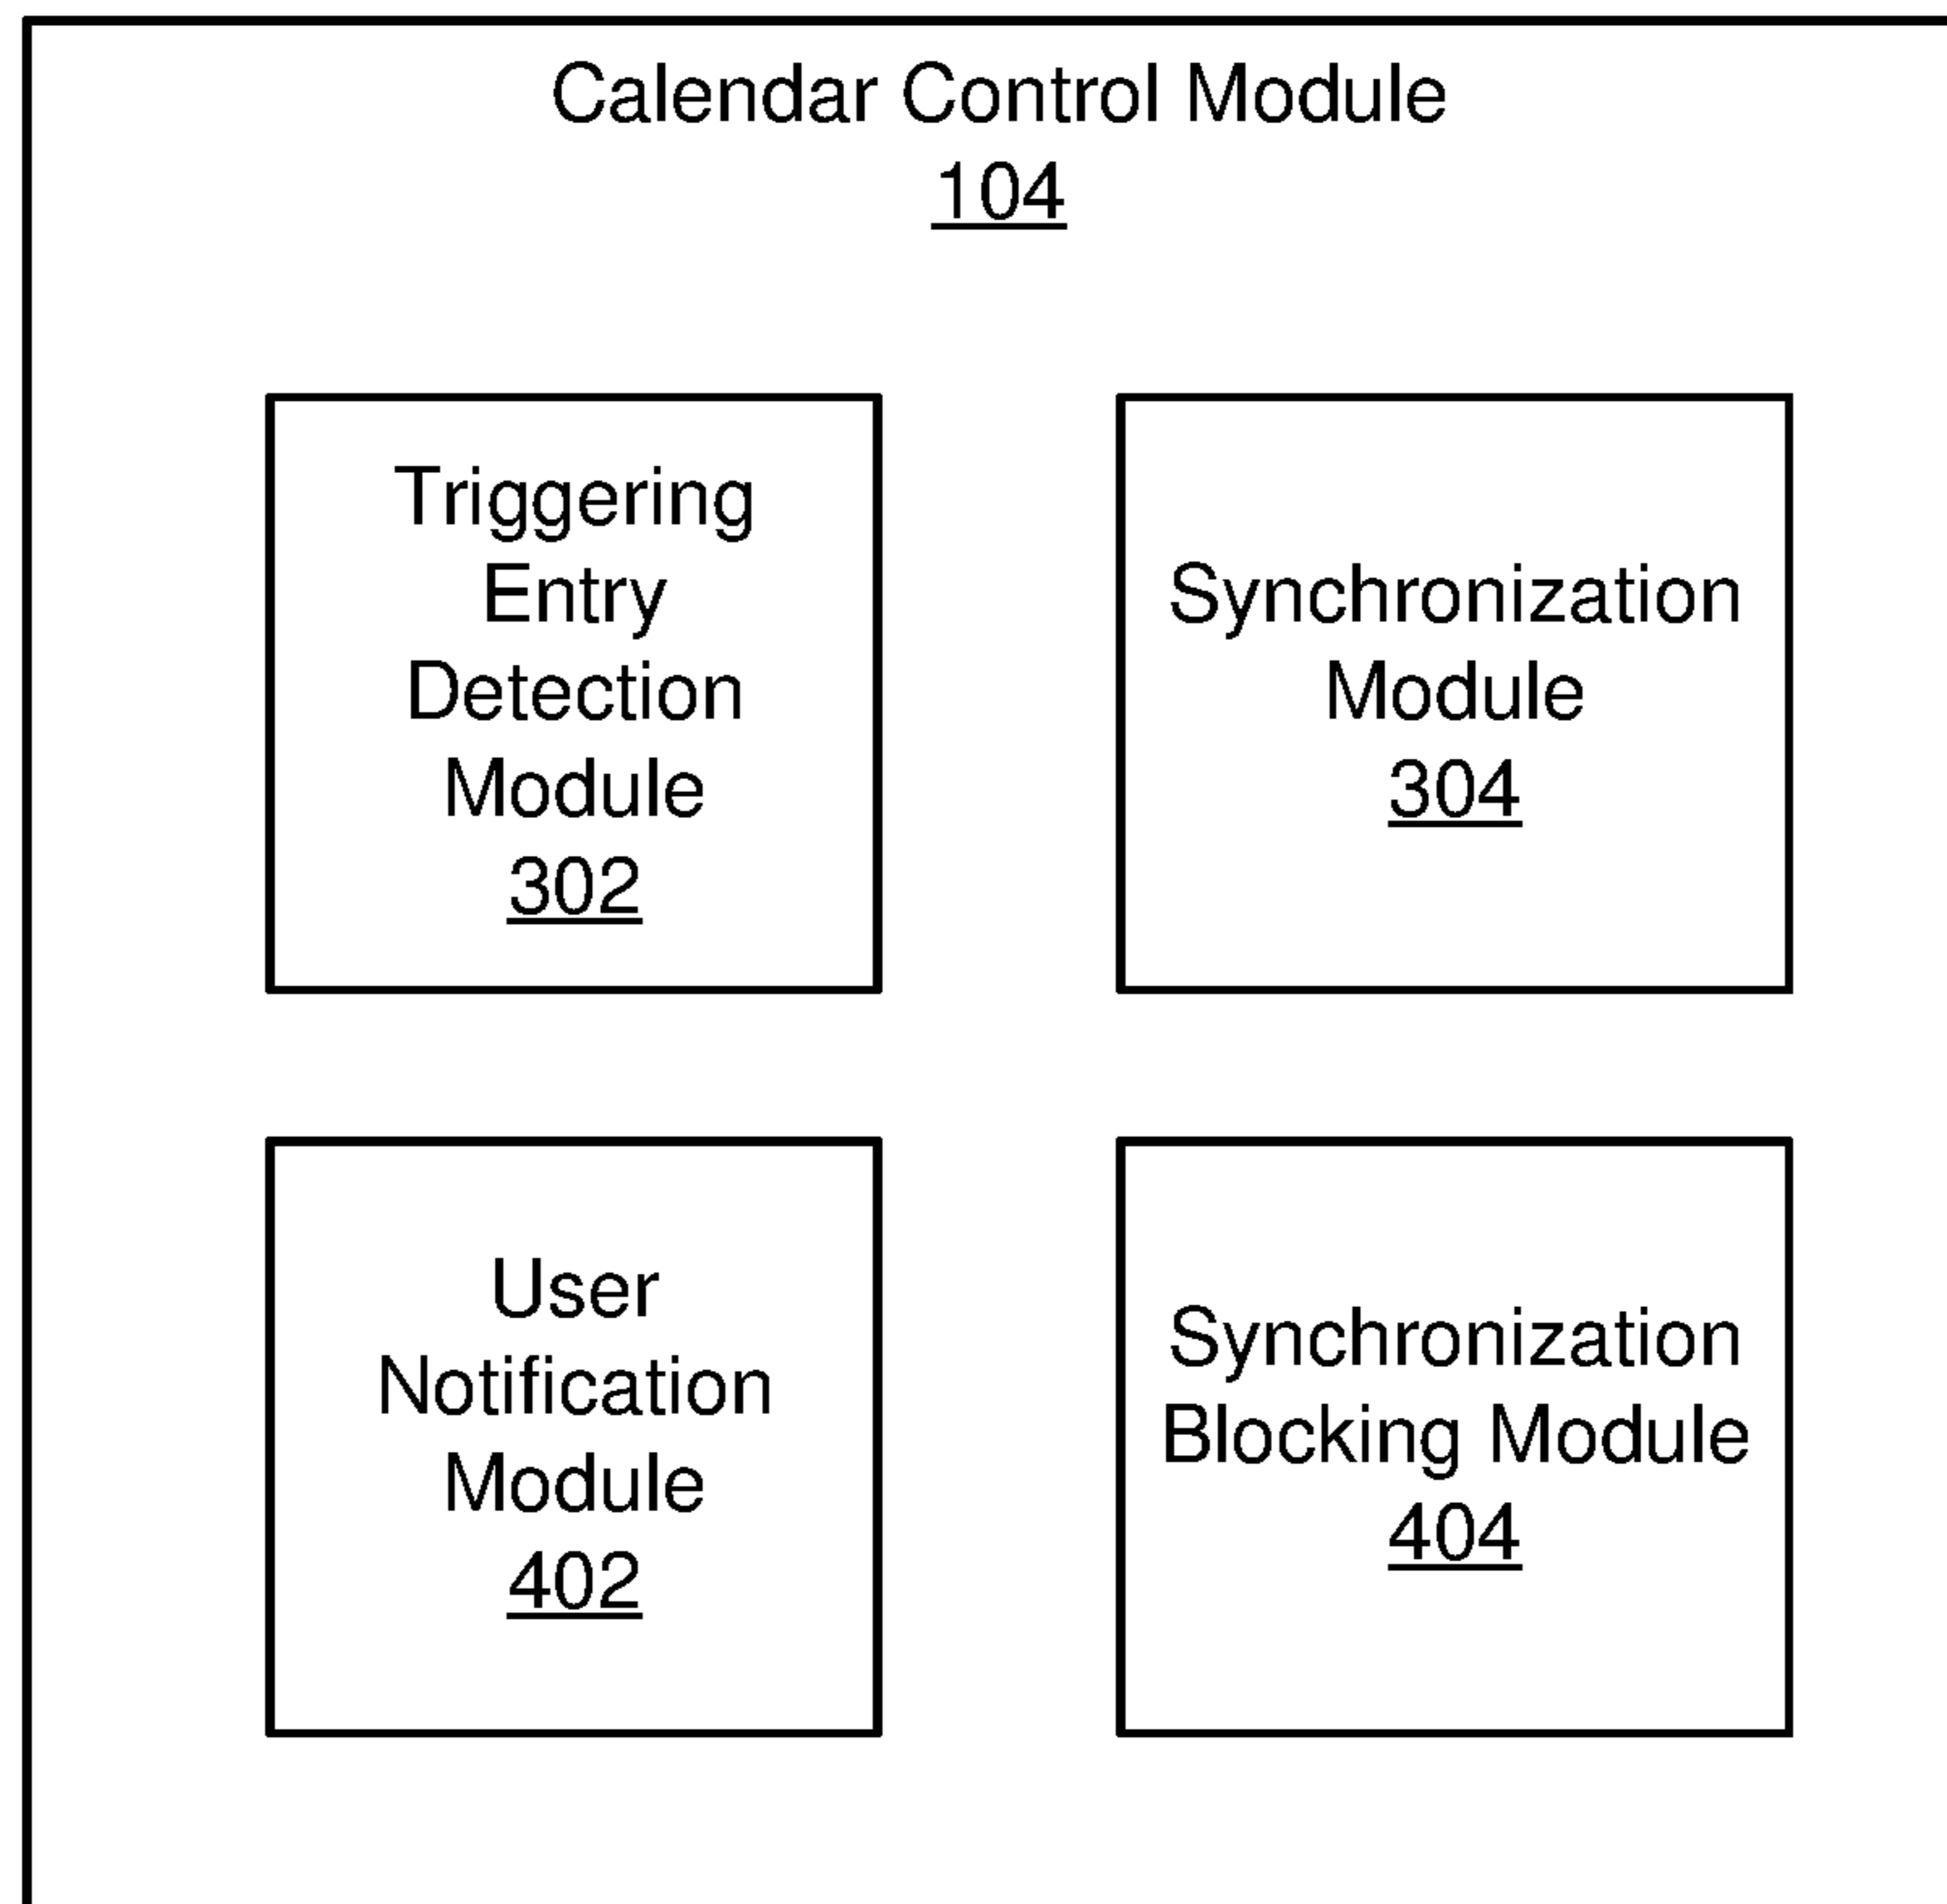 Calendar Control Module
104
Triggering
Entry
Detection
Module
302
Synchronization
Module
304
User
Notification
Module
402
Synchronization
Blocking Module
404